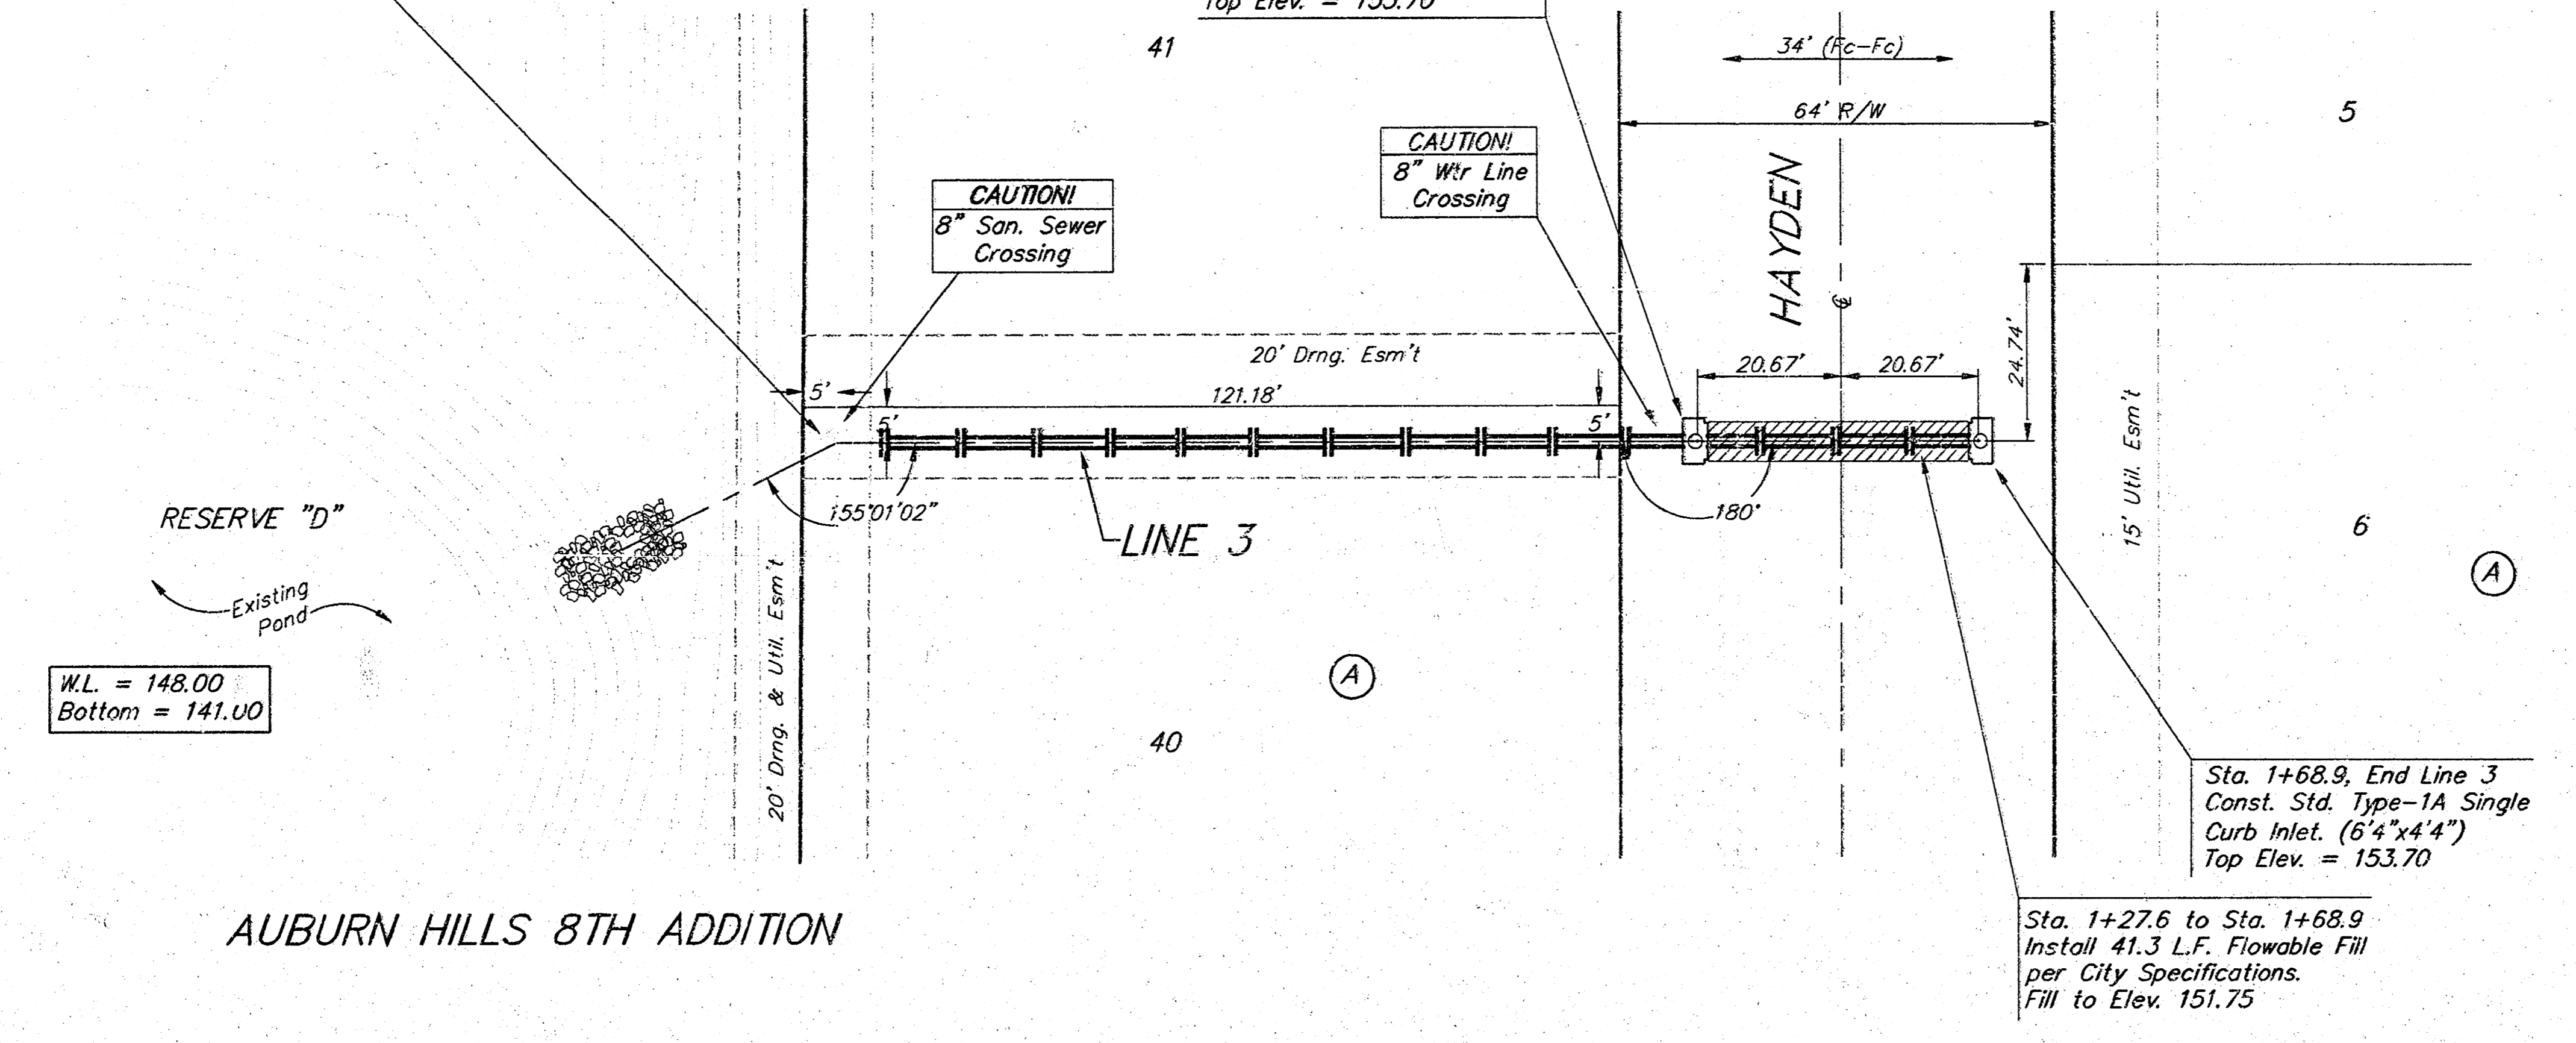 Top Elev. = 153.70
41
34' (Fc-Fc)
64' R/W
5
CAUTION!
8" Wtr Line
Crossing
CAUTION!
8" San. Sewer
Crossing
HAYDEN
℄
20' Drng. Esm't
20.67'
20.67'
24.74'
5'
121.18'
5'
5'
15' Util. Esm't
155°01'02"
180°
LINE 3
RESERVE "D"
6
A
Existing
Pond
20' Drng. & Util. Esm't
W.L. = 148.00
Bottom = 141.00
A
40
Sta. 1+68.9, End Line 3
Const. Std. Type-1A Single
Curb Inlet. (6'4"x4'4")
Top Elev. = 153.70
AUBURN HILLS 8TH ADDITION
Sta. 1+27.6 to Sta. 1+68.9
Install 41.3 L.F. Flowable Fill
per City Specifications.
Fill to Elev. 151.75